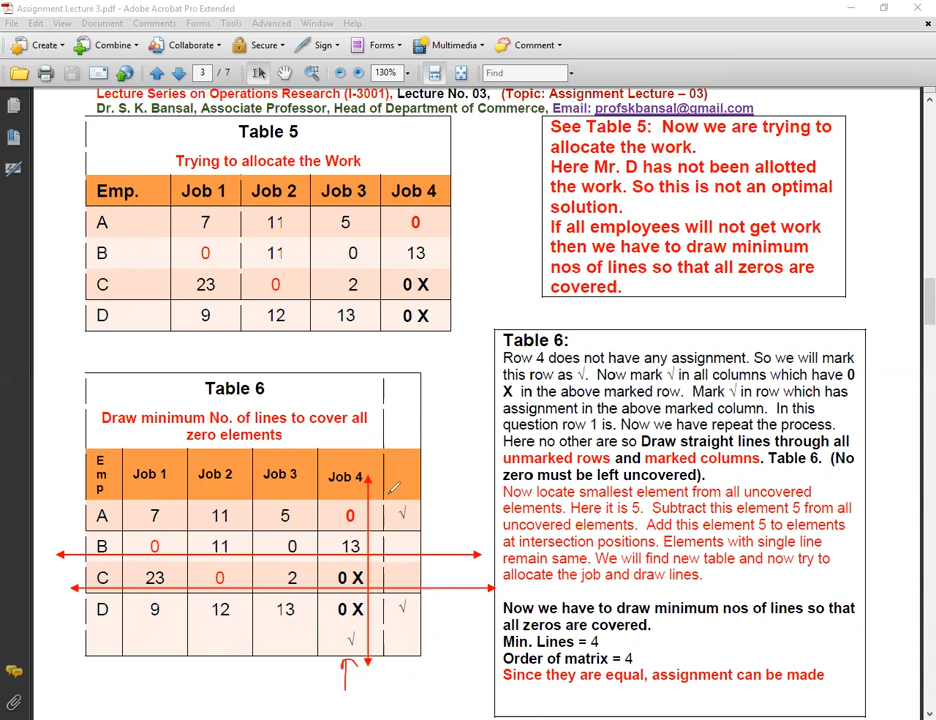 Assignment Lecture 3.pdf - Adobe Acrobat Pro Extended
File Edit View Document Comments Forms Tools Advanced Window Help
Create Combine Collaborate Secure Sign Forms Multimedia Comment
3 / 7 130% Find
Lecture Series on Operations Research (I-3001), Lecture No. 03, (Topic: Assignment Lecture – 03)
Dr. S. K. Bansal, Associate Professor, Head of Department of Commerce, Email: profskbansal@gmail.com
Table 5
Trying to allocate the Work
Emp. Job 1 Job 2 Job 3 Job 4
A 7 11 5 0
B 0 11 0 13
C 23 0 2 0 X
D 9 12 13 0 X
See Table 5: Now we are trying to
allocate the work.
Here Mr. D has not been allotted
the work. So this is not an optimal
solution.
If all employees will not get work
then we have to draw minimum
nos of lines so that all zeros are
covered.
Table 6
Draw minimum No. of lines to cover all
zero elements
E
m
p
Job 1 Job 2 Job 3 Job 4
A 7 11 5 0 √
B 0 11 0 13
C 23 0 2 0 X
D 9 12 13 0 X √
√
Table 6:
Row 4 does not have any assignment. So we will mark
this row as √. Now mark √ in all columns which have 0
X in the above marked row. Mark √ in row which has
assignment in the above marked column. In this
question row 1 is. Now we have repeat the process.
Here no other are so Draw straight lines through all
unmarked rows and marked columns. Table 6. (No
zero must be left uncovered).
Now locate smallest element from all uncovered
elements. Here it is 5. Subtract this element 5 from all
uncovered elements. Add this element 5 to elements
at intersection positions. Elements with single line
remain same. We will find new table and now try to
allocate the job and draw lines.
Now we have to draw minimum nos of lines so that
all zeros are covered.
Min. Lines = 4
Order of matrix = 4
Since they are equal, assignment can be made